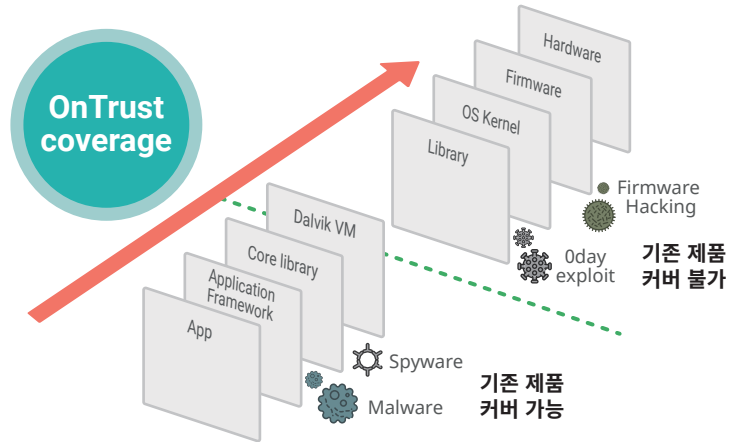 OnTrust
coverage
Hardware
Firmware
OS Kernel
Library
Firmware
Hacking
0day
exploit
기존 제품
커버 불가
Dalvik VM
Core library
Application
Framework
App
Spyware
Malware
기존 제품
커버 가능